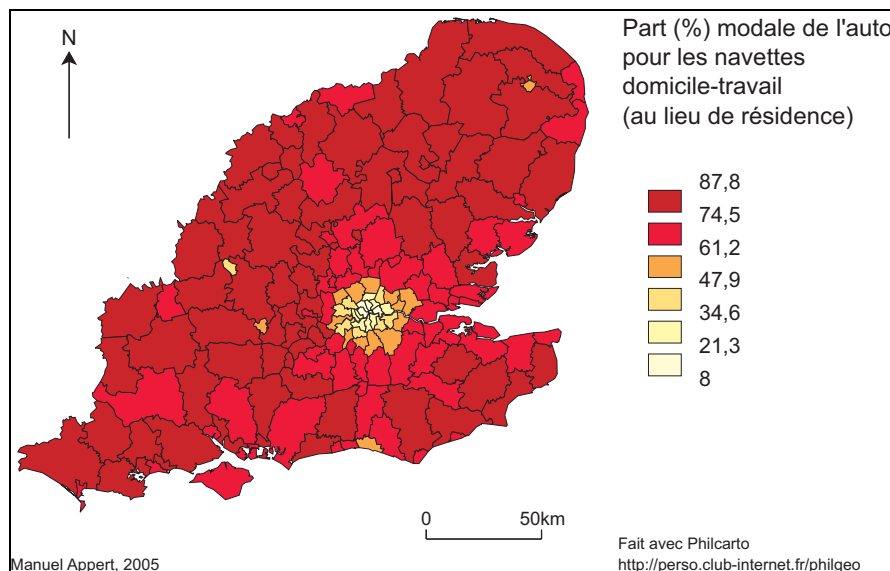 N
Part (%) modale de l'auto
pour les navettes
domicile-travail
(au lieu de résidence)
87,8
74,5
61,2
47,9
34,6
21,3
8
0 50km
Manuel Appert, 2005
Fait avec Philcarto
http://perso.club-internet.fr/philgeo